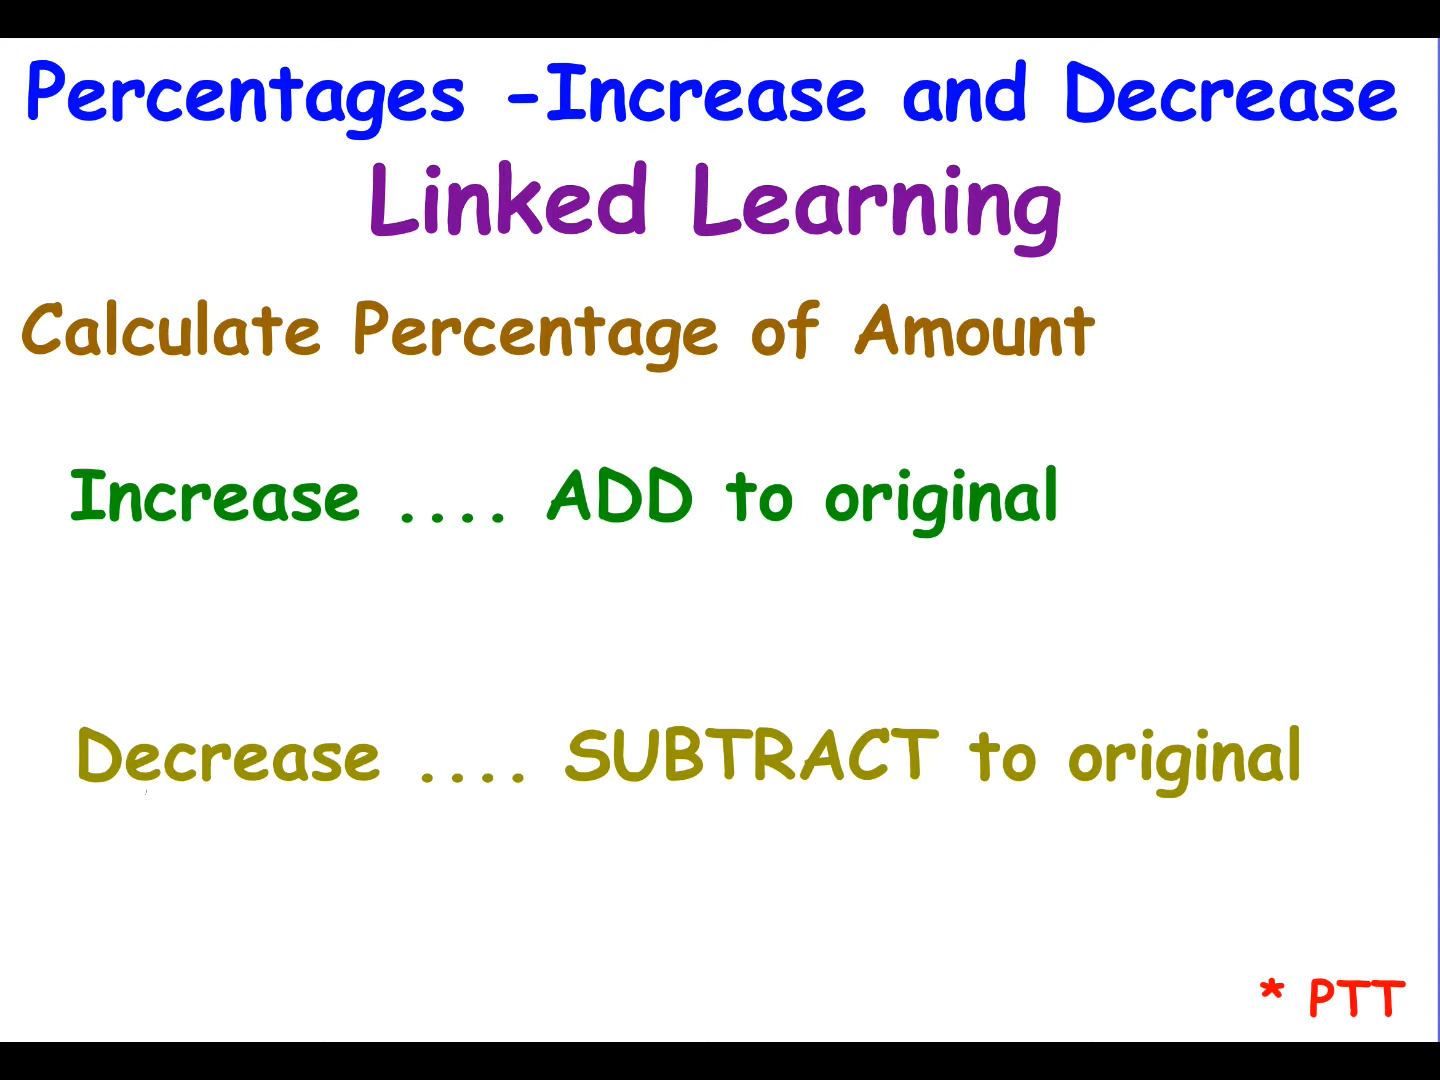 Percentages -Increase and Decrease
Linked Learning
Calculate Percentage of Amount
Increase .... ADD to original
Decrease .... SUBTRACT to original
* PTT